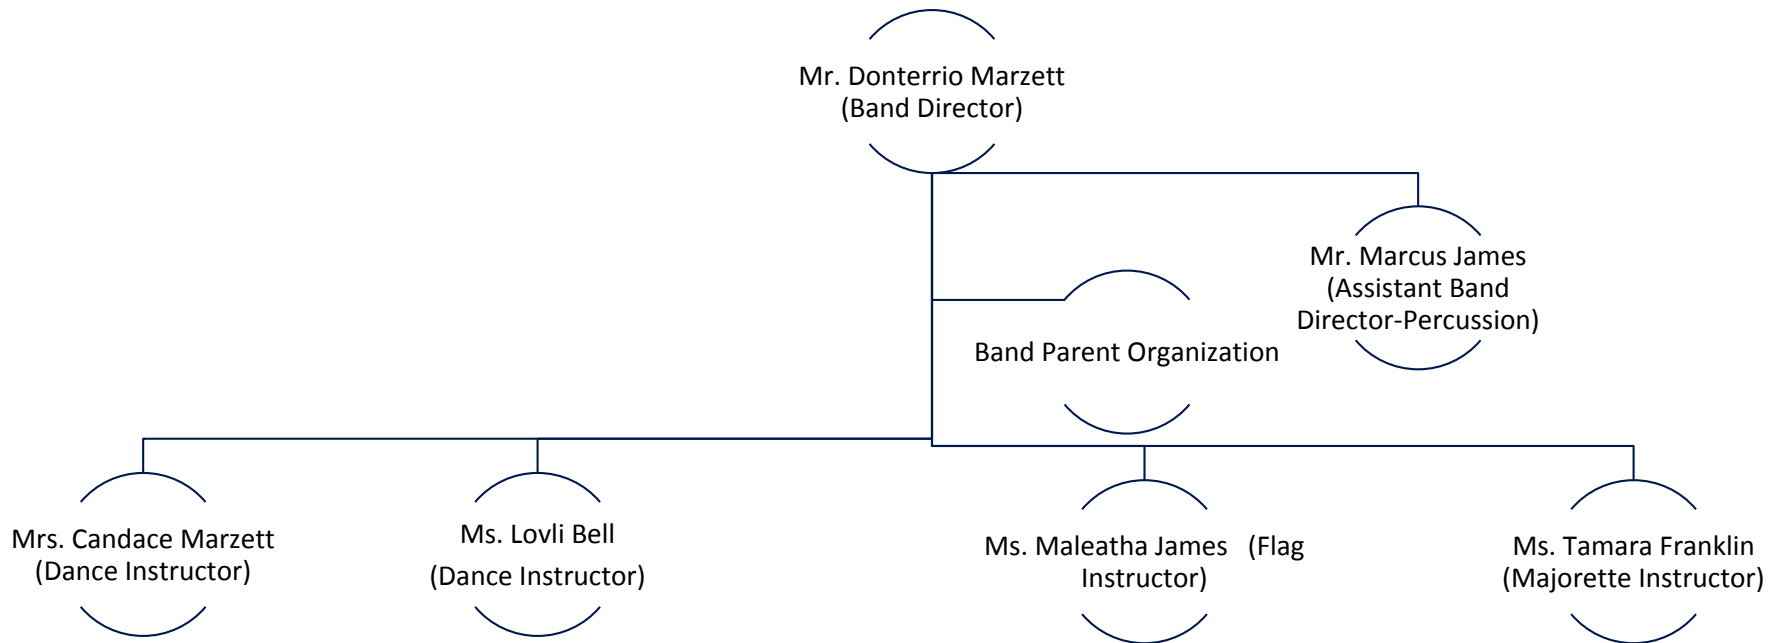 Mr. Donterrio Marzett
(Band Director)
Mr. Marcus James
(Assistant Band
Director-Percussion)
Band Parent Organization
Mrs. Candace Marzett
(Dance Instructor)
Ms. Lovli Bell
(Dance Instructor)
Ms. Maleatha James (Flag
Instructor)
Ms. Tamara Franklin
(Majorette Instructor)